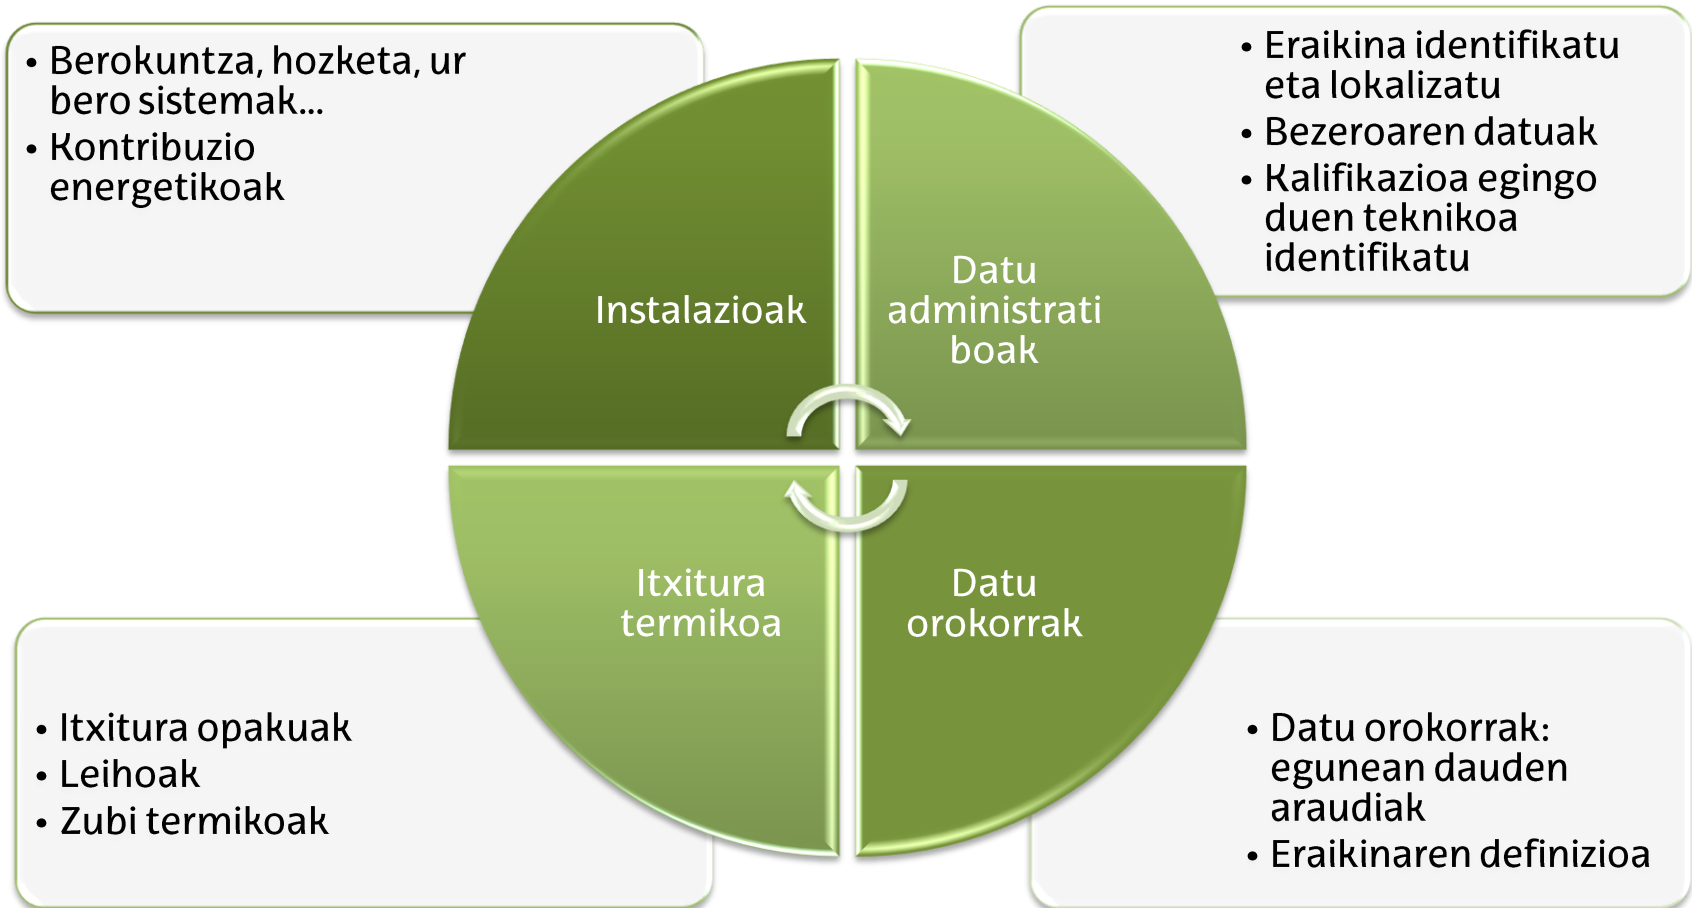 • Berokuntza, hozketa, ur
bero sistemak...
• Kontribuzio
energetikoak
• Eraikina identifikatu
eta lokalizatu
• Bezeroaren datuak
• Kalifikazioa egingo
duen teknikoa
identifikatu
Instalazioak
Datu
administrati
boak
Itxitura
termikoa
Datu
orokorrak
• Itxitura opakuak
• Leihoak
• Zubi termikoak
• Datu orokorrak:
egunean dauden
araudiak
• Eraikinaren definizioa